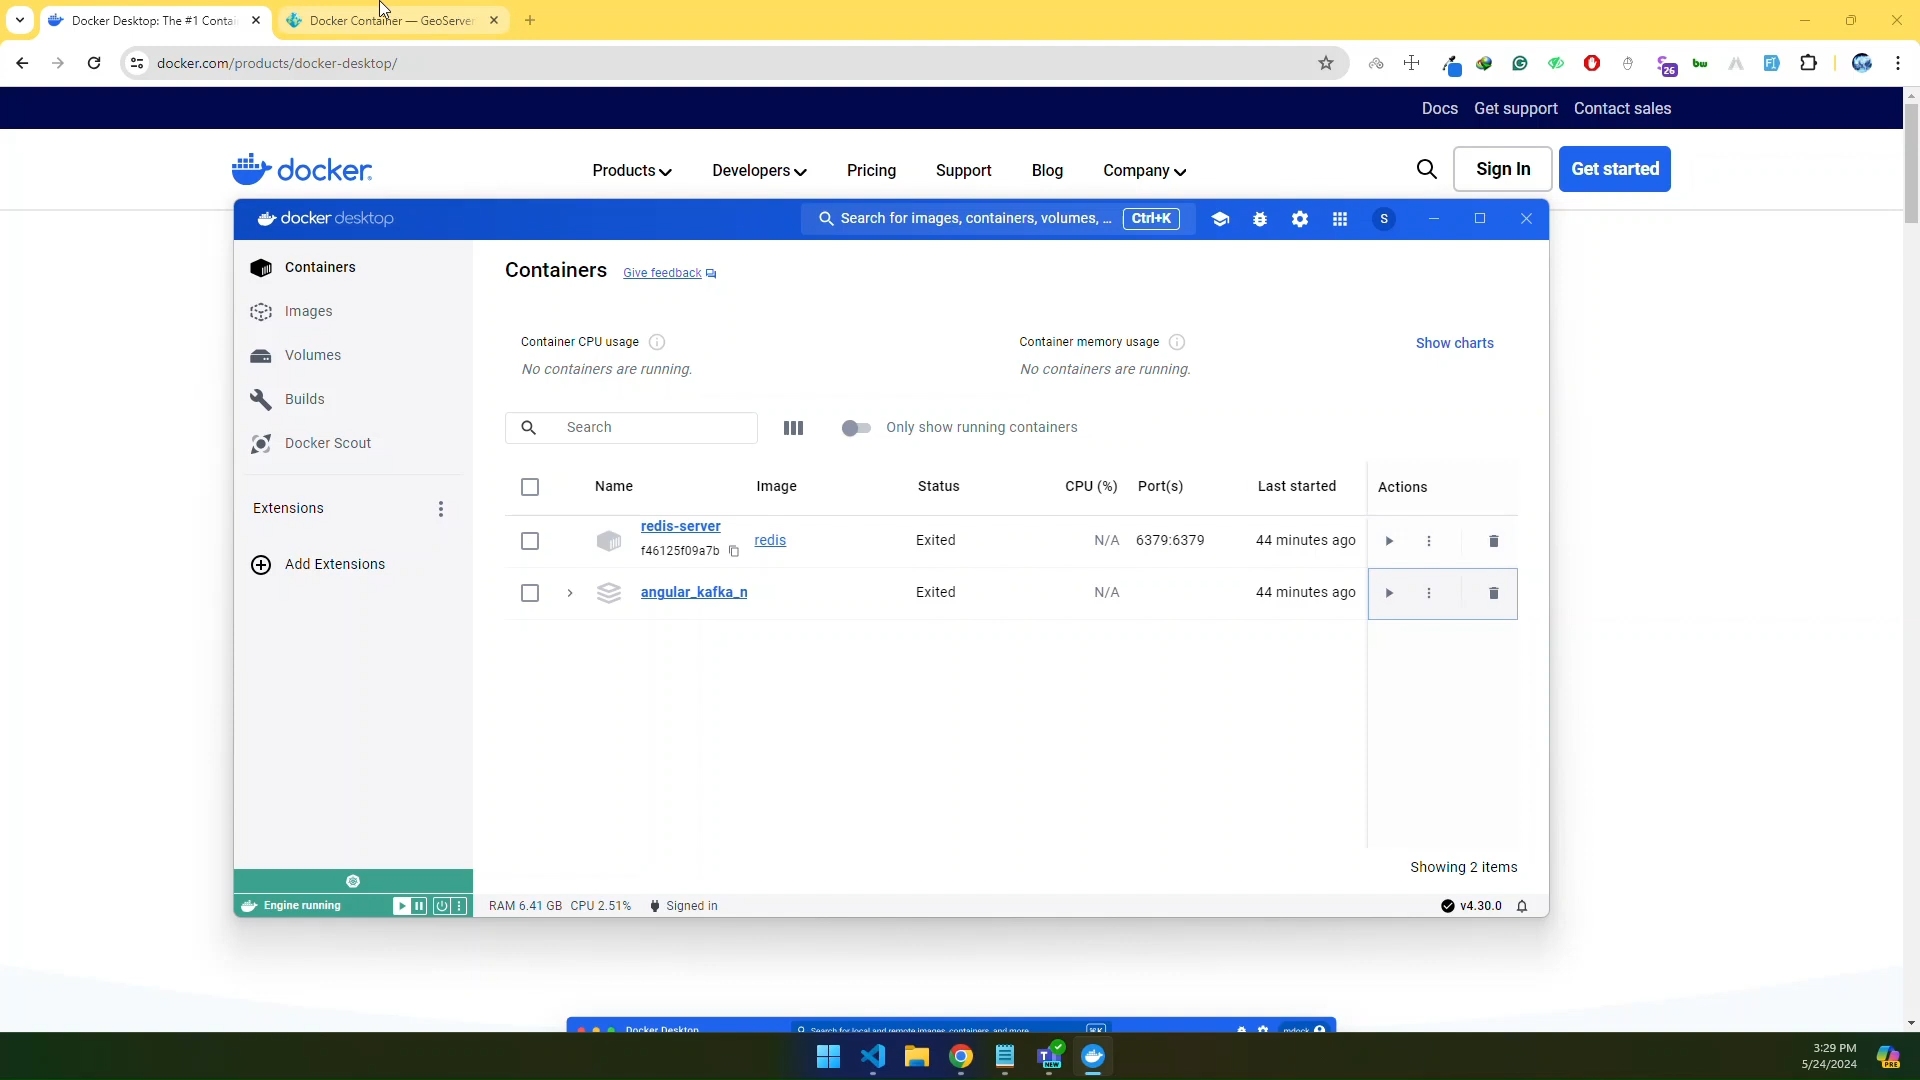 Docker Desktop: The #1 Contai
Docker Container — GeoServer
docker.com/products/docker-desktop/
26
bw
Docs Get support Contact sales
docker
Products Developers Pricing Support Blog Company Sign In Get started
docker desktop Search for images, containers, volumes, ... Ctrl+K S
Containers
Images
Volumes
Builds
Docker Scout
Extensions
Add Extensions
Containers Give feedback
Container CPU usage
No containers are running.
Container memory usage
No containers are running.
Show charts
Search Only show running containers
Name Image Status CPU (%) Port(s) Last started Actions
redis-server
f46125f09a7b redis Exited N/A 6379:6379 44 minutes ago
angular_kafka_n Exited N/A 44 minutes ago
Showing 2 items
Engine running RAM 6.41 GB CPU 2.51% Signed in v4.30.0
Docker Desktop Search for local and remote images, containers, and more mdock
NEW
3:29 PM
5/24/2024
PRE